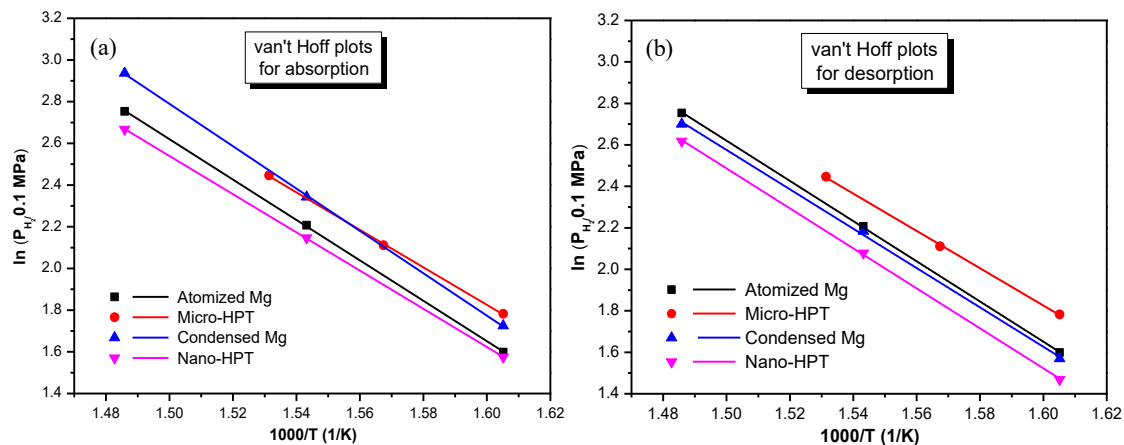 (a)
van't Hoff plots
for absorption
ln (P_H₂/0.1 MPa)
3.2
3.0
2.8
2.6
2.4
2.2
2.0
1.8
1.6
1.4
Atomized Mg
Micro-HPT
Condensed Mg
Nano-HPT
1.48 1.50 1.52 1.54 1.56 1.58 1.60 1.62
1000/T (1/K)
(b)
van't Hoff plots
for desorption
ln (P_H₂/0.1 MPa)
3.2
3.0
2.8
2.6
2.4
2.2
2.0
1.8
1.6
1.4
Atomized Mg
Micro-HPT
Condensed Mg
Nano-HPT
1.48 1.50 1.52 1.54 1.56 1.58 1.60 1.62
1000/T (1/K)